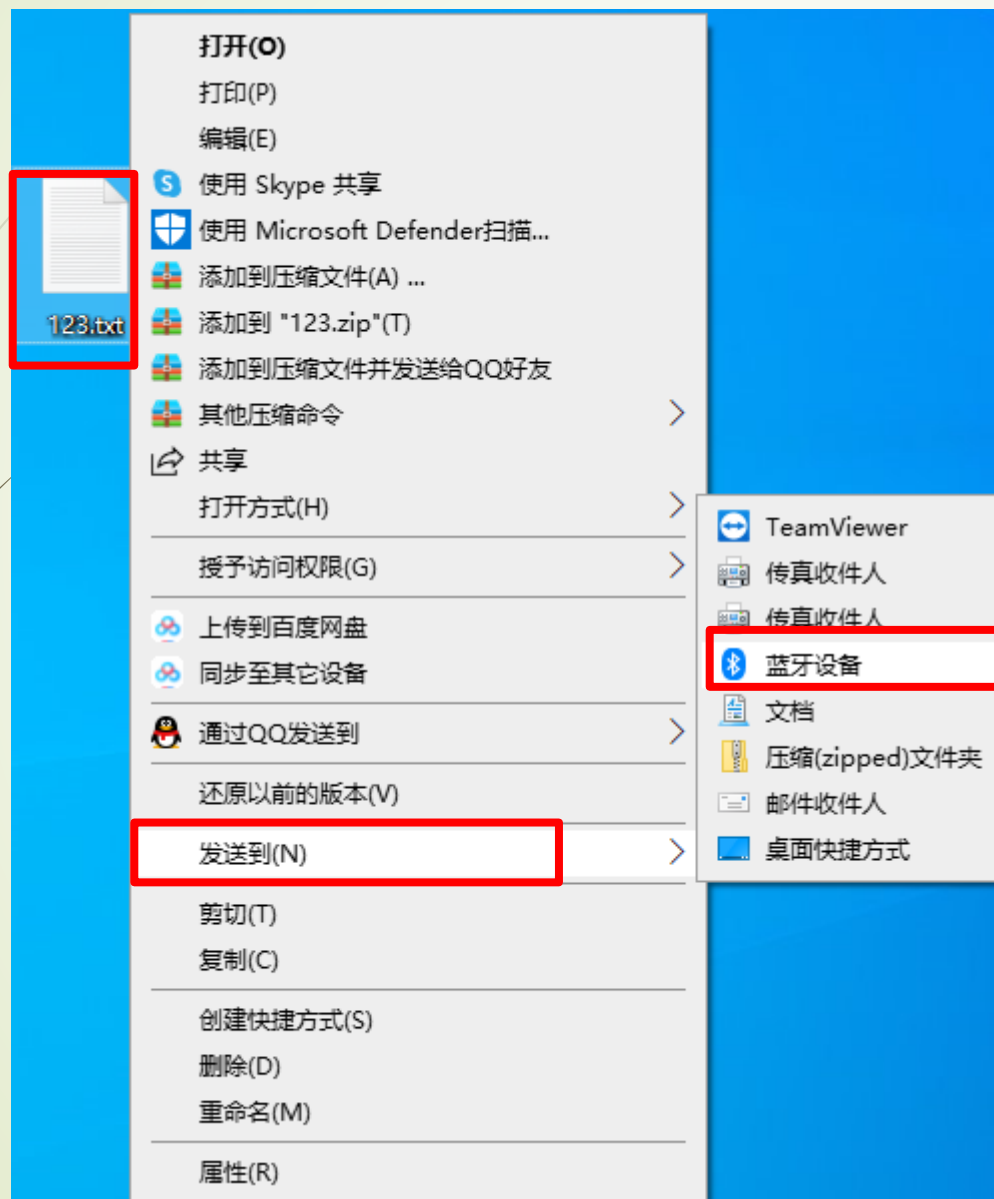 打开(O)
打印(P)
编辑(E)
使用 Skype 共享
使用 Microsoft Defender扫描...
添加到压缩文件(A) ...
123.txt
添加到 "123.zip"(T)
添加到压缩文件并发送给QQ好友
其他压缩命令
共享
打开方式(H)
授予访问权限(G)
上传到百度网盘
同步至其它设备
通过QQ发送到
还原以前的版本(V)
发送到(N)
剪切(T)
复制(C)
创建快捷方式(S)
删除(D)
重命名(M)
属性(R)
TeamViewer
传真收件人
传真收件人
蓝牙设备
文档
压缩(zipped)文件夹
邮件收件人
桌面快捷方式